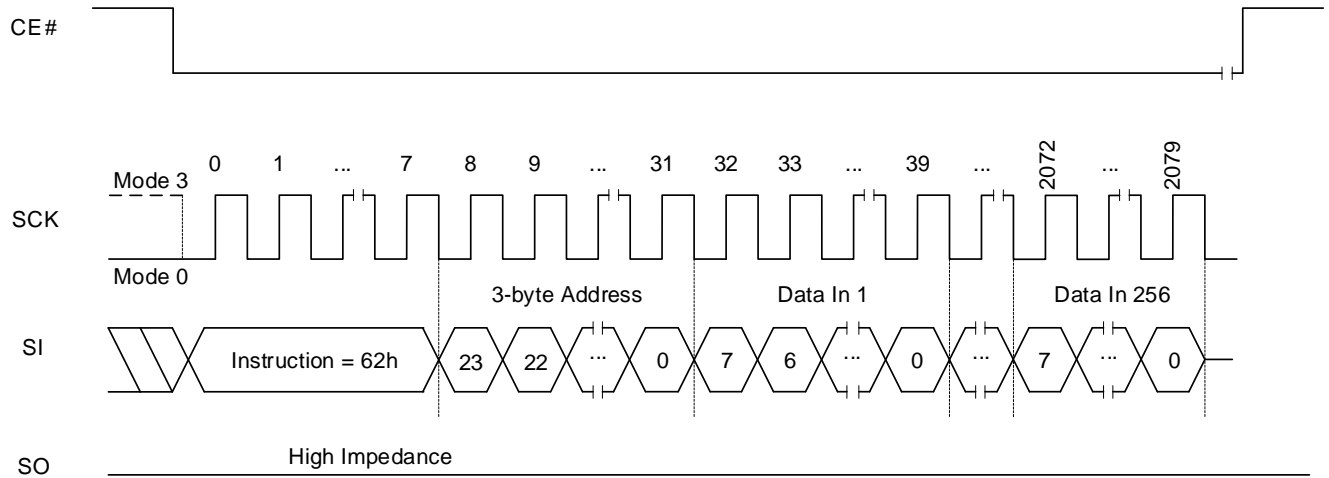 CE#
0 1 ... 7 8 9 ... 31 32 33 ... 39 ... 2072 ... 2079
Mode 3
SCK
Mode 0
3-byte Address Data In 1 Data In 256
SI Instruction = 62h 23 22 ... 0 7 6 ... 0 ... 7 ... 0
High Impedance
SO